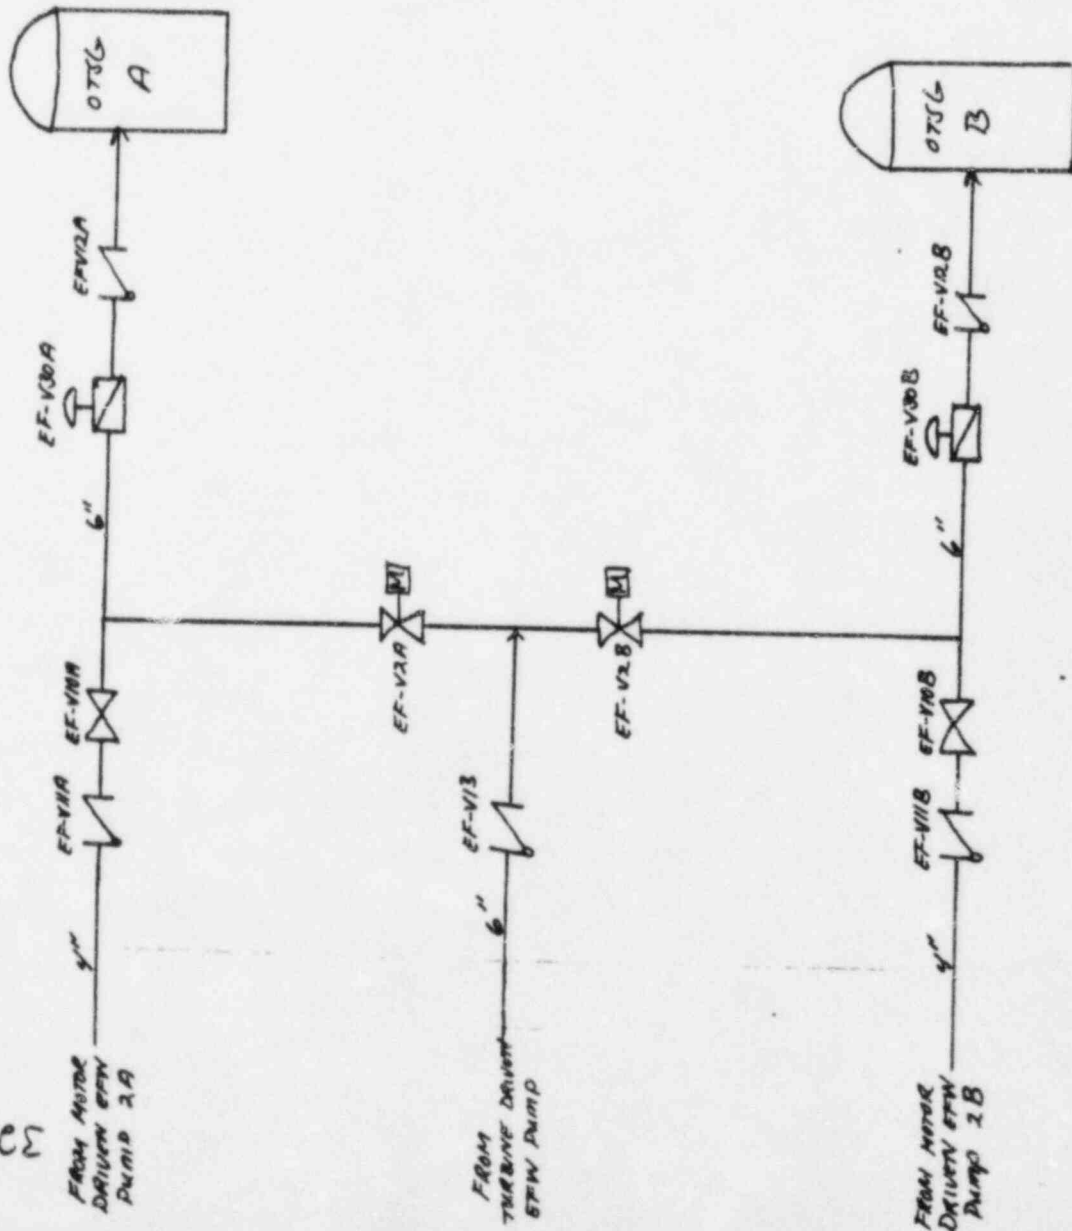 OTSG
A
EFV12A
EF-V30A
6"
EF-V10A
EF-V11A
4"
FROM MOTOR
DRIVEN EFW
PUMP 2A
EF-V2A
M
EF-V2B
M
EF-V13
6"
FROM
TURBINE DRIVEN
EFW PUMP
OTSG
B
EF-V12B
EF-V30B
6"
EF-V10B
EF-V11B
4"
FROM MOTOR
DRIVEN EFW
PUMP 2B